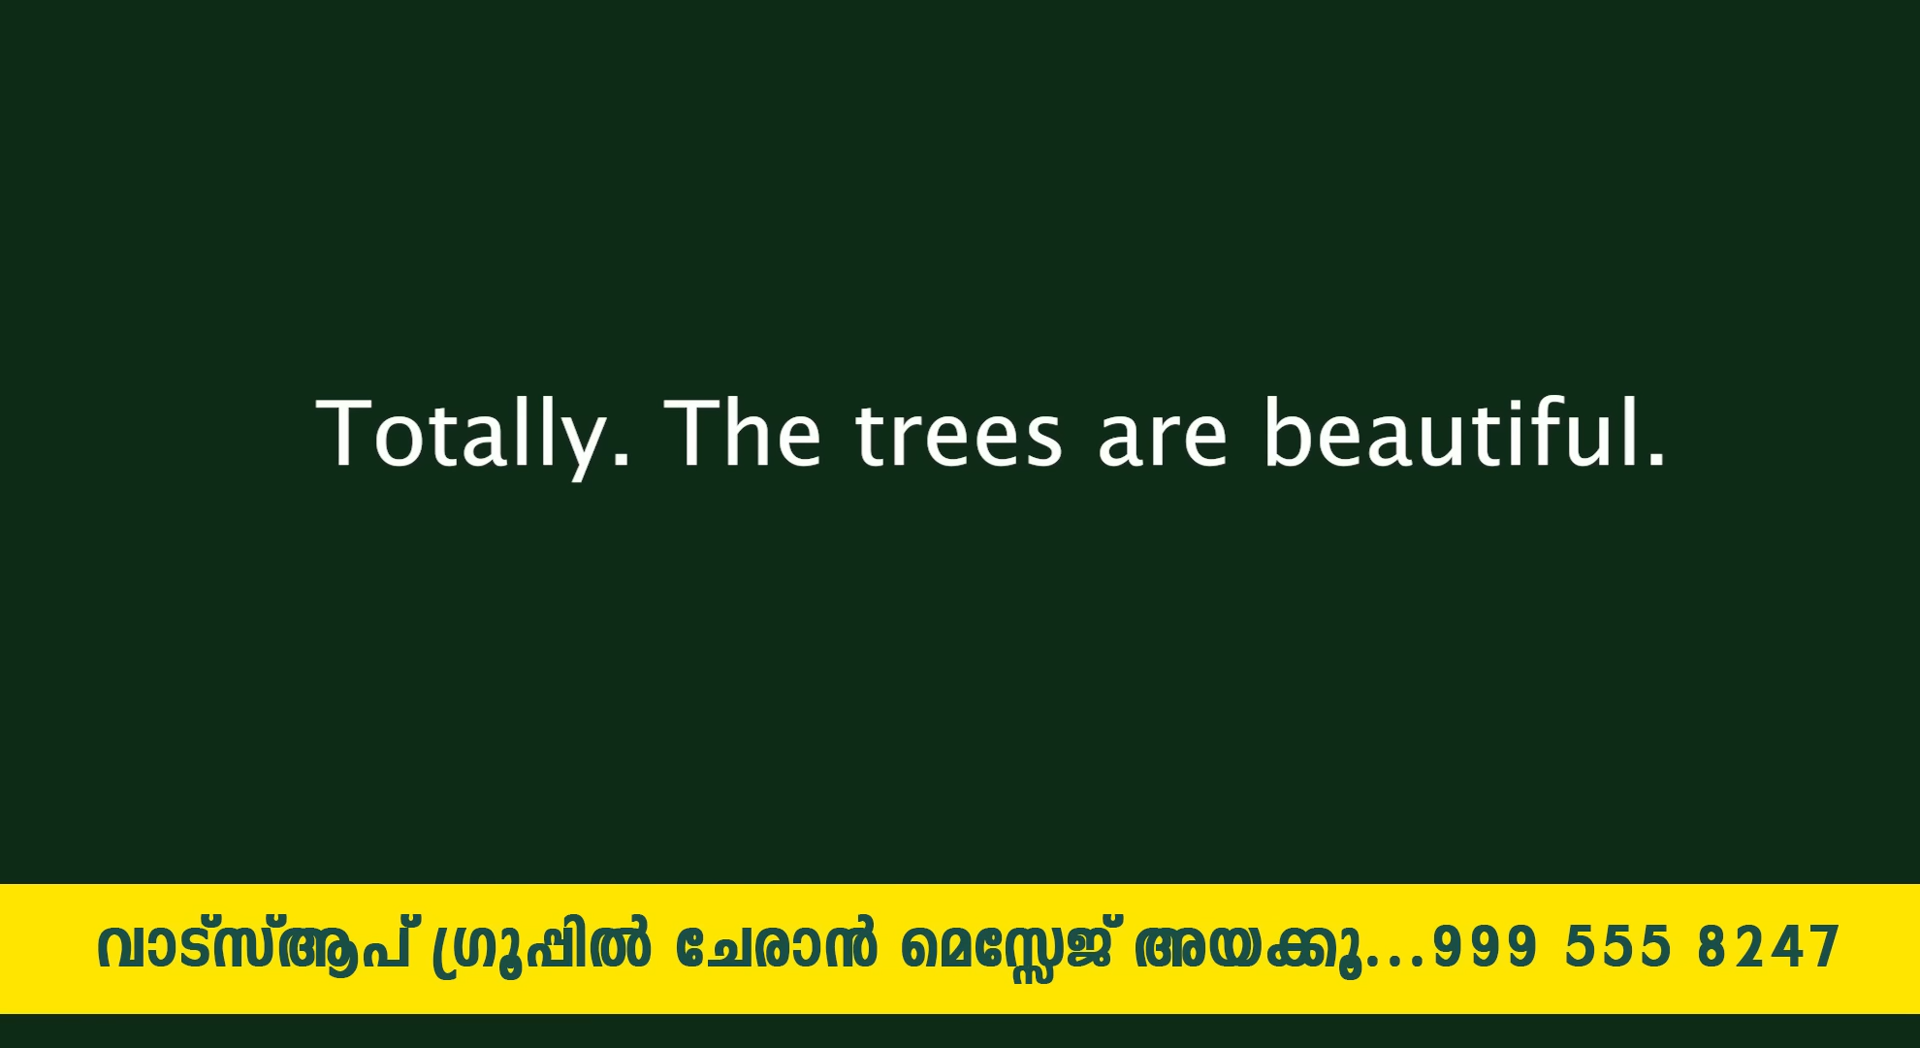 Totally. The trees are beautiful.
വാട്സ്ആപ് ഗ്രൂപ്പിൽ ചേരാൻ മെസ്സേജ് അയക്കൂ...999 555 8247